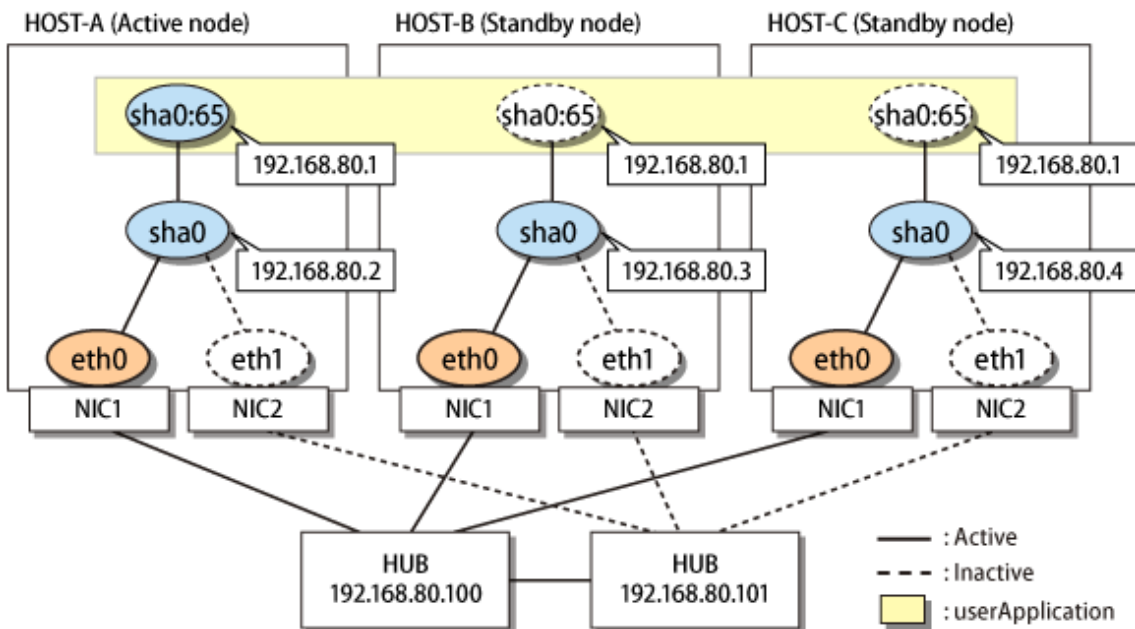 HOST-A (Active node)
HOST-B (Standby node)
HOST-C (Standby node)
sha0:65
sha0:65
sha0:65
192.168.80.1
192.168.80.1
192.168.80.1
sha0
sha0
sha0
192.168.80.2
192.168.80.3
192.168.80.4
eth0
eth1
eth0
eth1
eth0
eth1
NIC1
NIC2
NIC1
NIC2
NIC1
NIC2
HUB
192.168.80.100
HUB
192.168.80.101
: Active
: Inactive
: userApplication